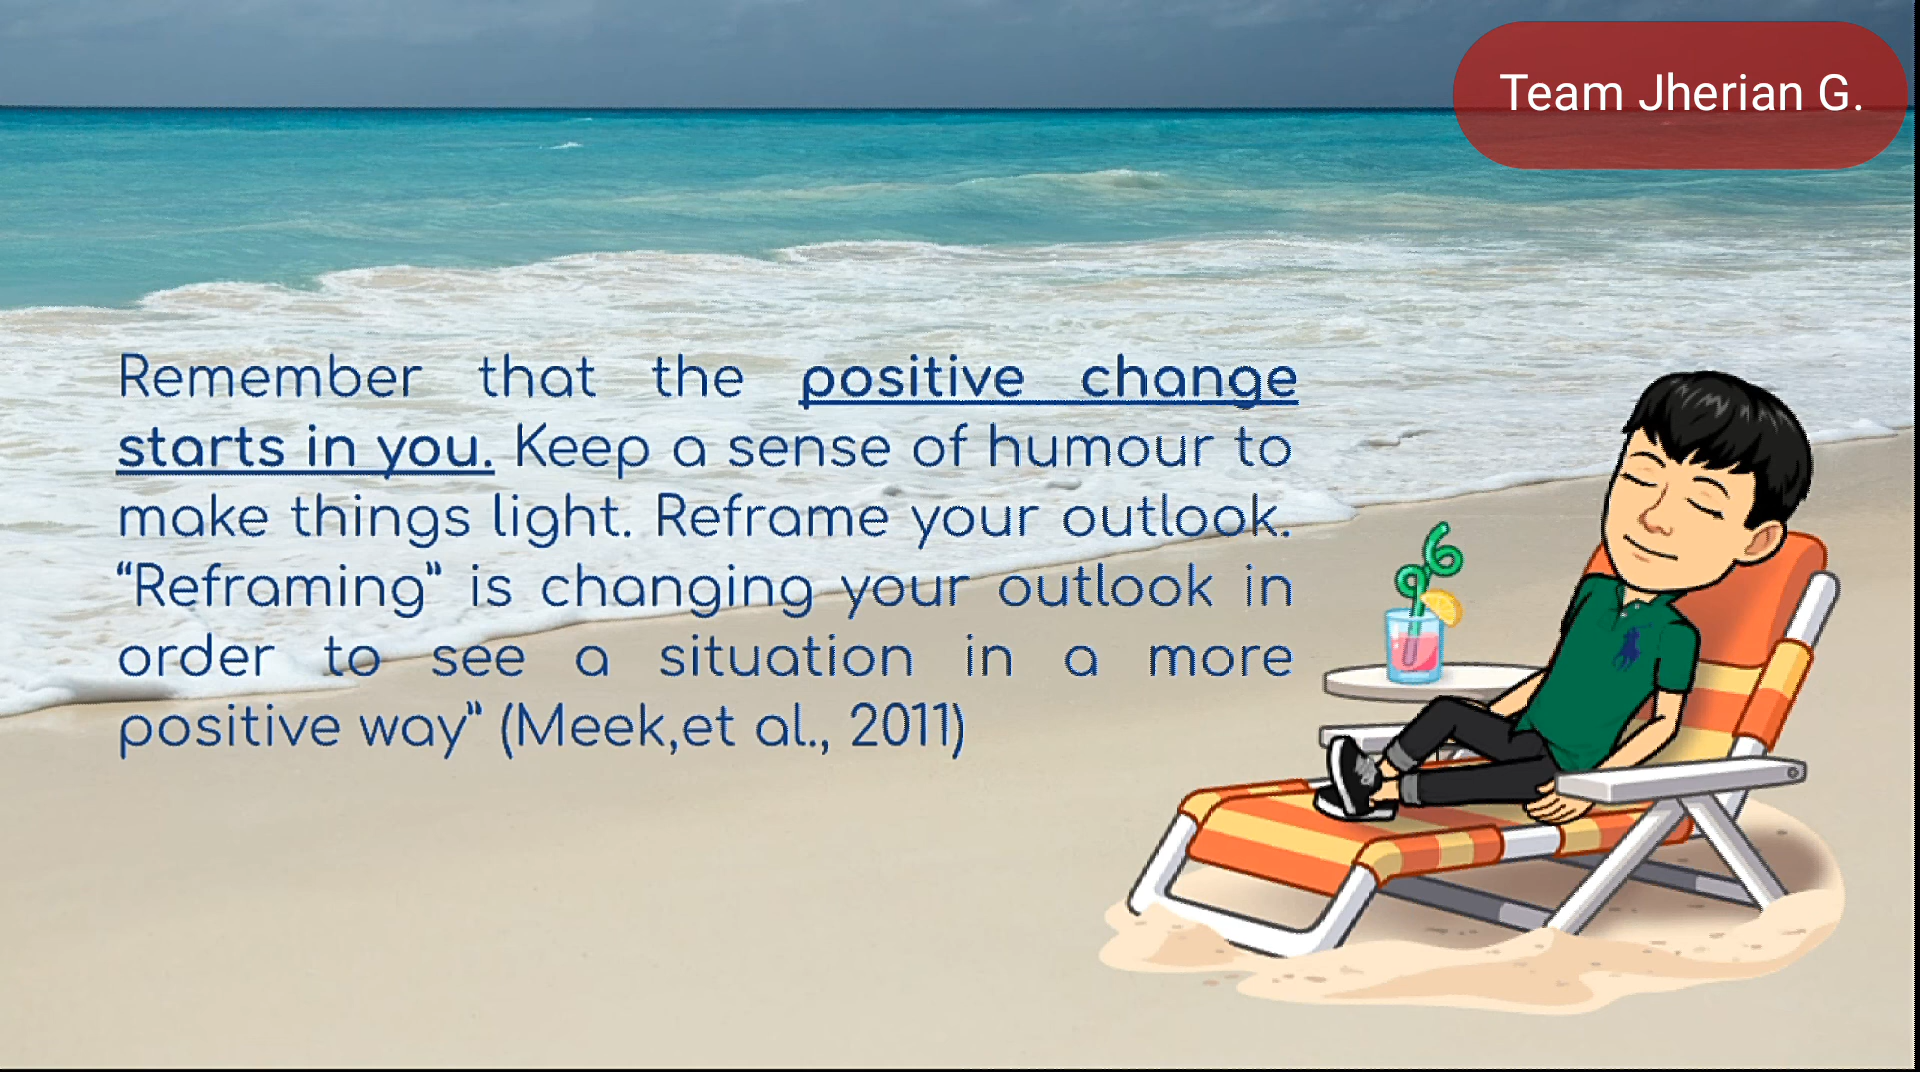 Team Jherian G.
Remember that the positive change
starts in you. Keep a sense of humour to
make things light. Reframe your outlook.
“Reframing” is changing your outlook in
order to see a situation in a more
positive way” (Meek,et al., 2011)